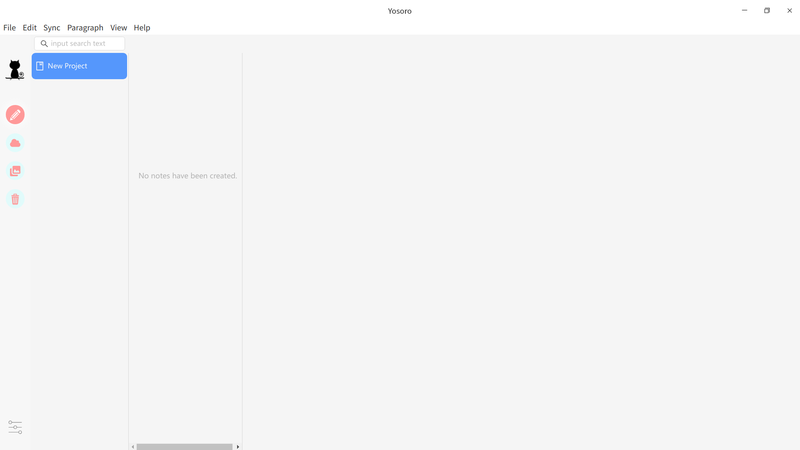 Yosoro
File Edit Sync Paragraph View Help
input search text
New Project
No notes have been created.